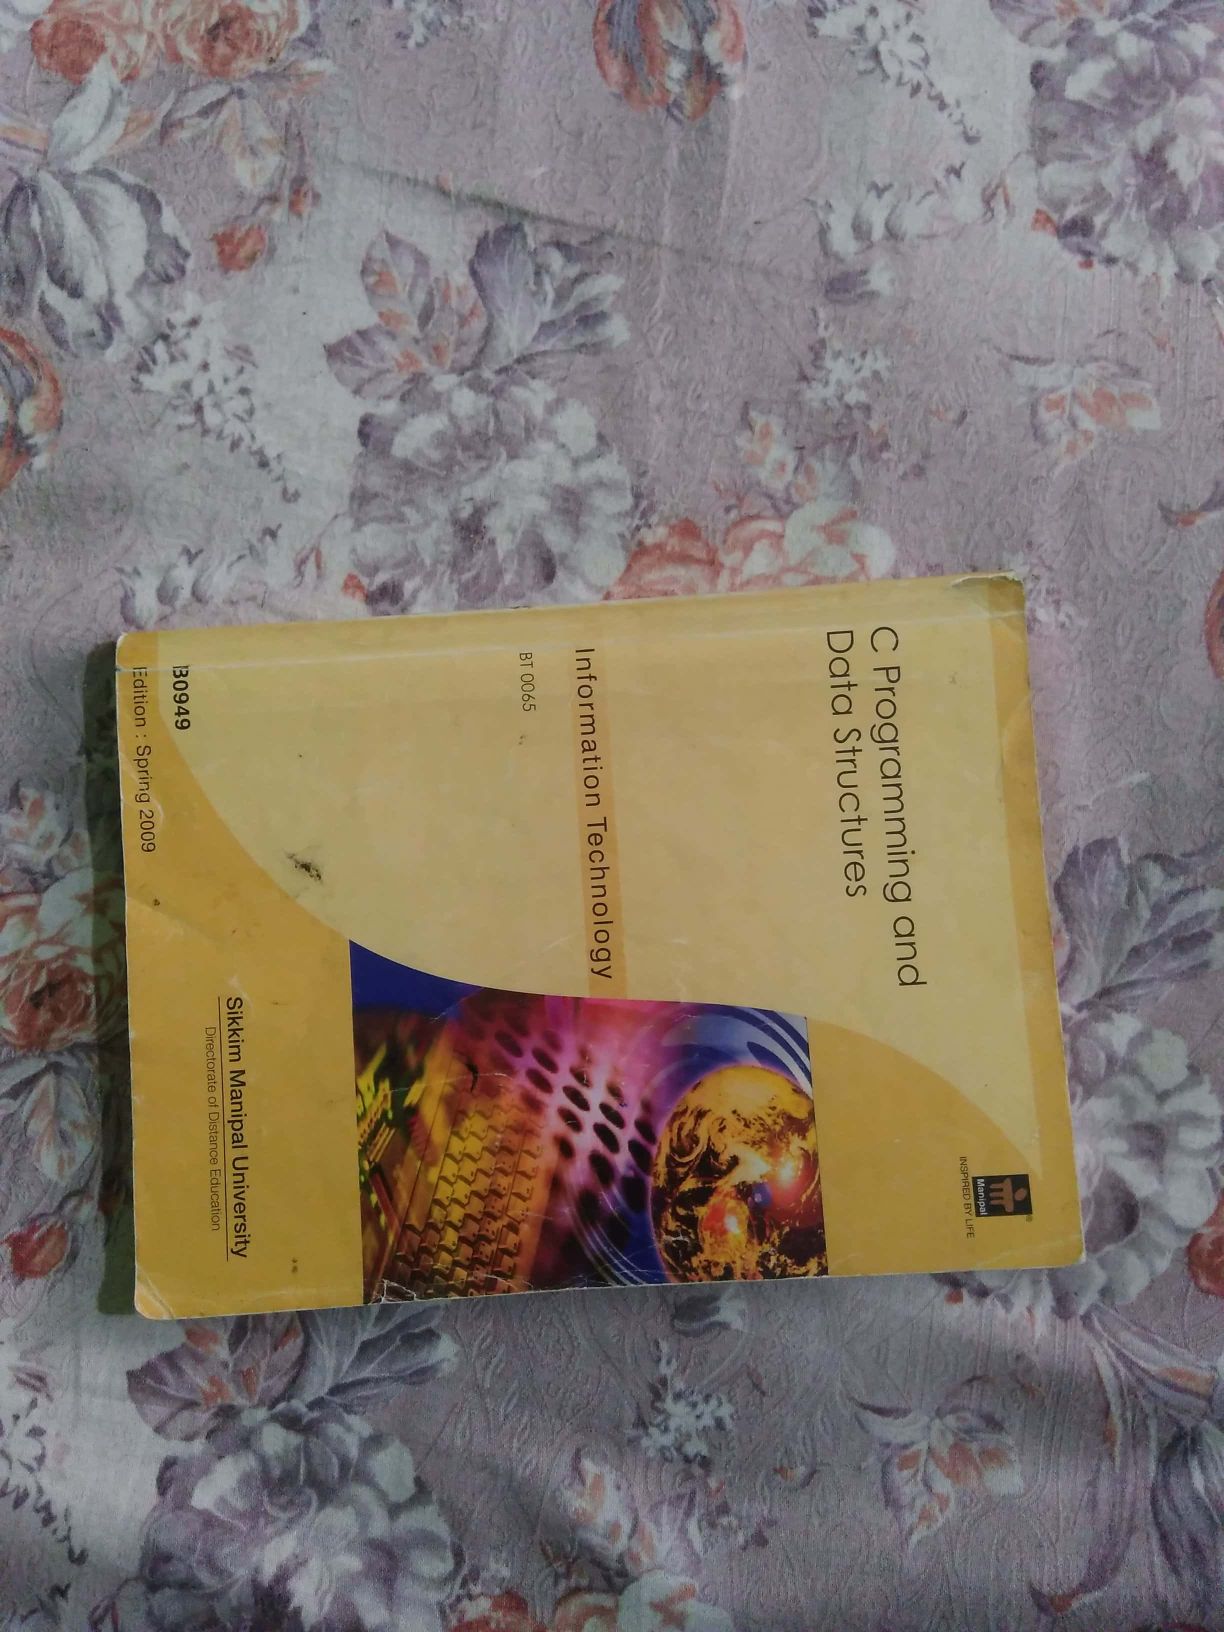 C Programming and
Data Structures
Manipal
INSPIRED BY LIFE
Information Technology
BT 0065
Sikkim Manipal University
Directorate of Distance Education
B0949
Edition : Spring 2009